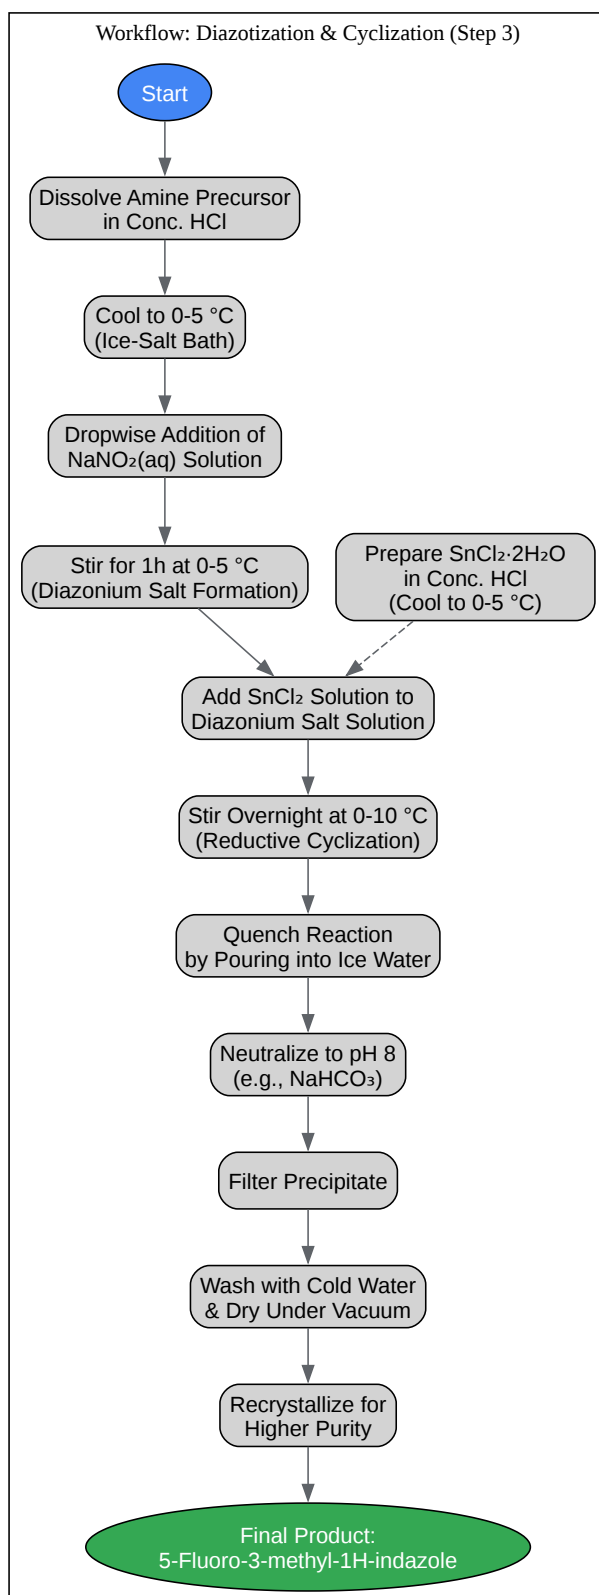 Workflow: Diazotization & Cyclization (Step 3)
Start
Dissolve Amine Precursor
in Conc. HCl
Cool to 0-5 °C
(Ice-Salt Bath)
Dropwise Addition of
NaNO₂(aq) Solution
Stir for 1h at 0-5 °C
(Diazonium Salt Formation)
Prepare SnCl₂·2H₂O
in Conc. HCl
(Cool to 0-5 °C)
Add SnCl₂ Solution to
Diazonium Salt Solution
Stir Overnight at 0-10 °C
(Reductive Cyclization)
Quench Reaction
by Pouring into Ice Water
Neutralize to pH 8
(e.g., NaHCO₃)
Filter Precipitate
Wash with Cold Water
& Dry Under Vacuum
Recrystallize for
Higher Purity
Final Product:
5-Fluoro-3-methyl-1H-indazole